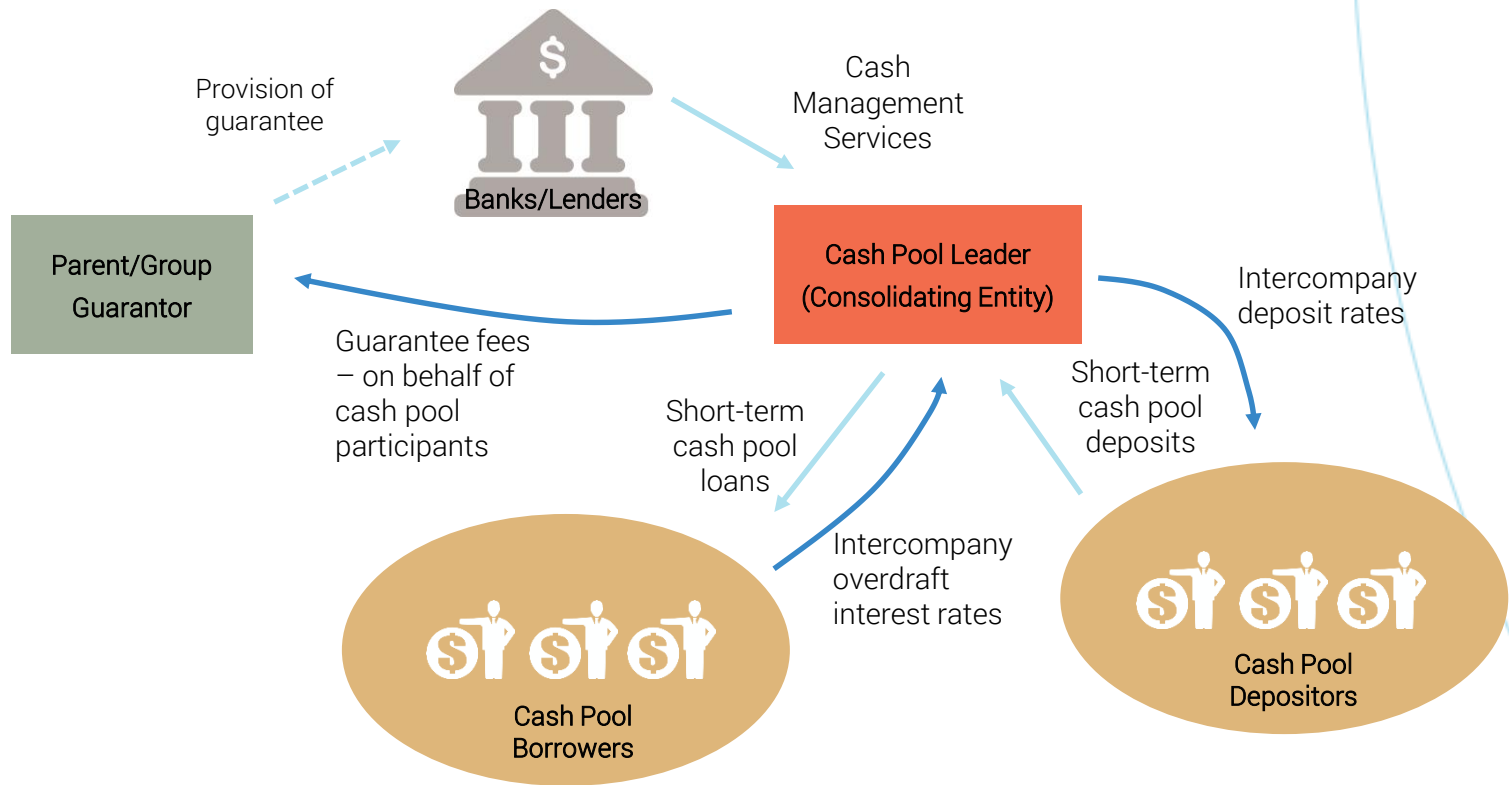 Provision of
guarantee
$
Banks/Lenders
Cash
Management
Services
Parent/Group
Guarantor
Cash Pool Leader
(Consolidating Entity)
Intercompany
deposit rates
Guarantee fees
– on behalf of
cash pool
participants
Short-term
cash pool
loans
Short-term
cash pool
deposits
Intercompany
overdraft
interest rates
$ $ $
Cash Pool
Borrowers
$ $ $
Cash Pool
Depositors